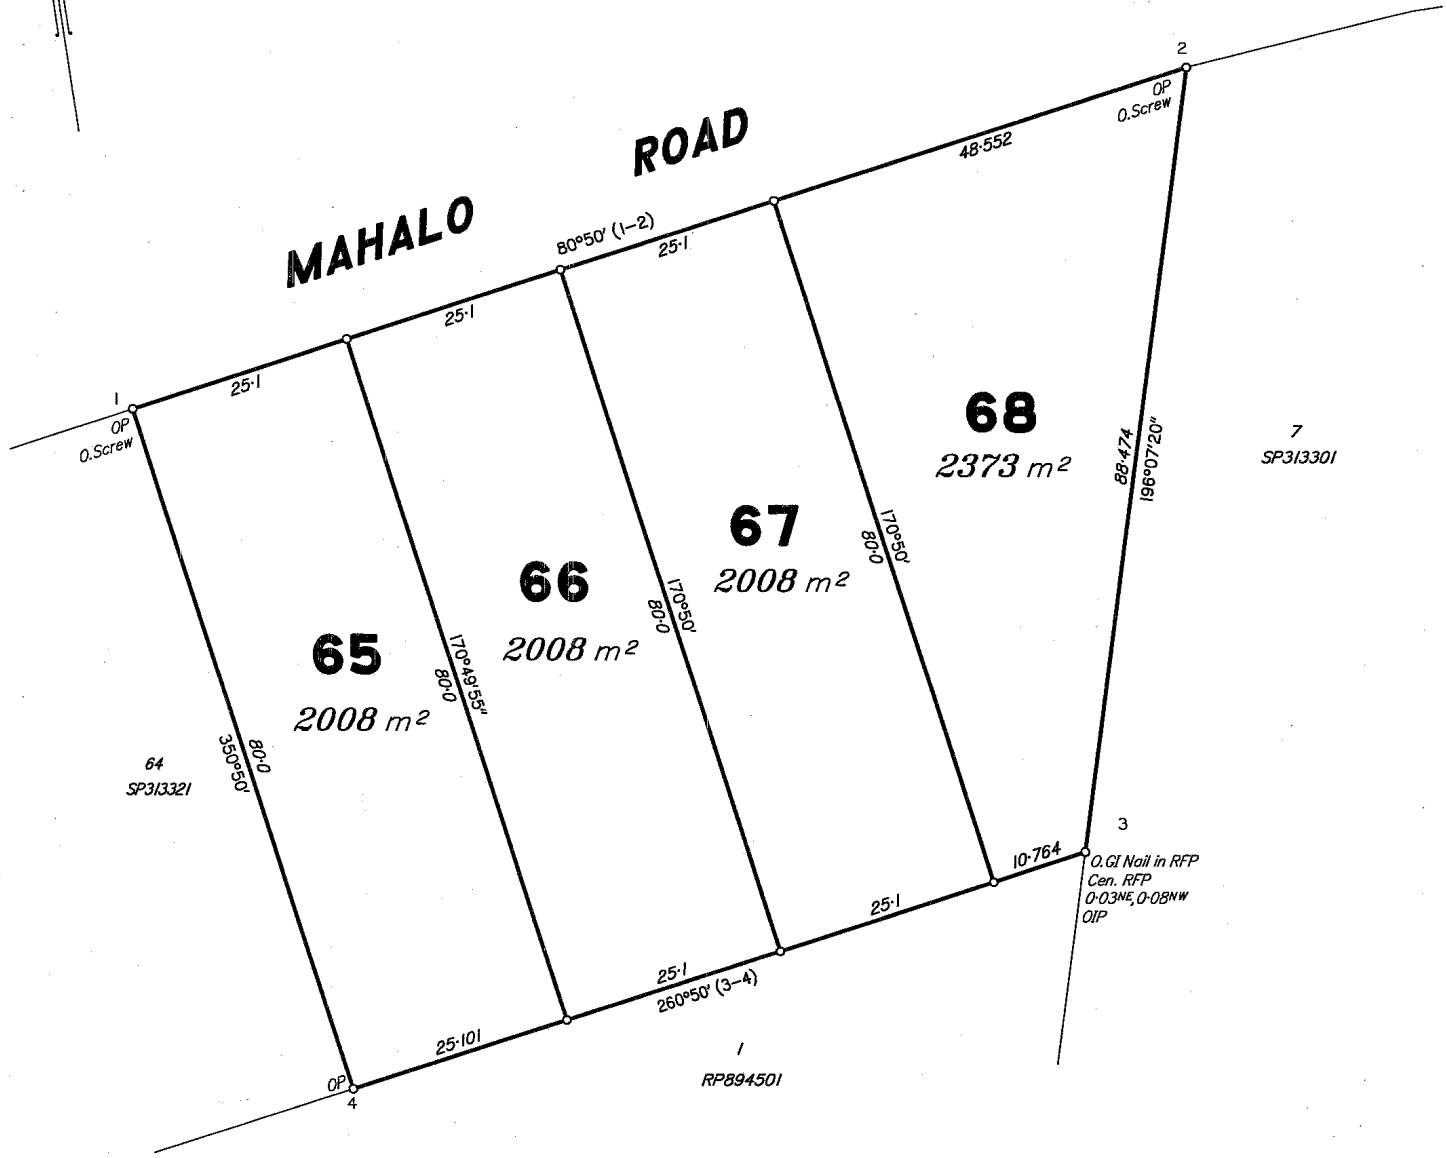 2
OP
O.Screw
ROAD
48·552
MAHALO
80°50' (1–2)
25·1
25·1
25·1
1
OP
O.Screw
68
2373 m²
88·474
196°07'20"
7
SP313301
67
2008 m²
170°50'
80·0
66
2008 m²
170°50'
80·0
65
2008 m²
170°49'55"
80·0
350°50'
80·0
64
SP313321
3
10·764
O.GI Nail in RFP
Cen. RFP
0·03NE,0·08NW
OIP
25·1
25·1
260°50' (3–4)
25·101
1
RP894501
OP
4